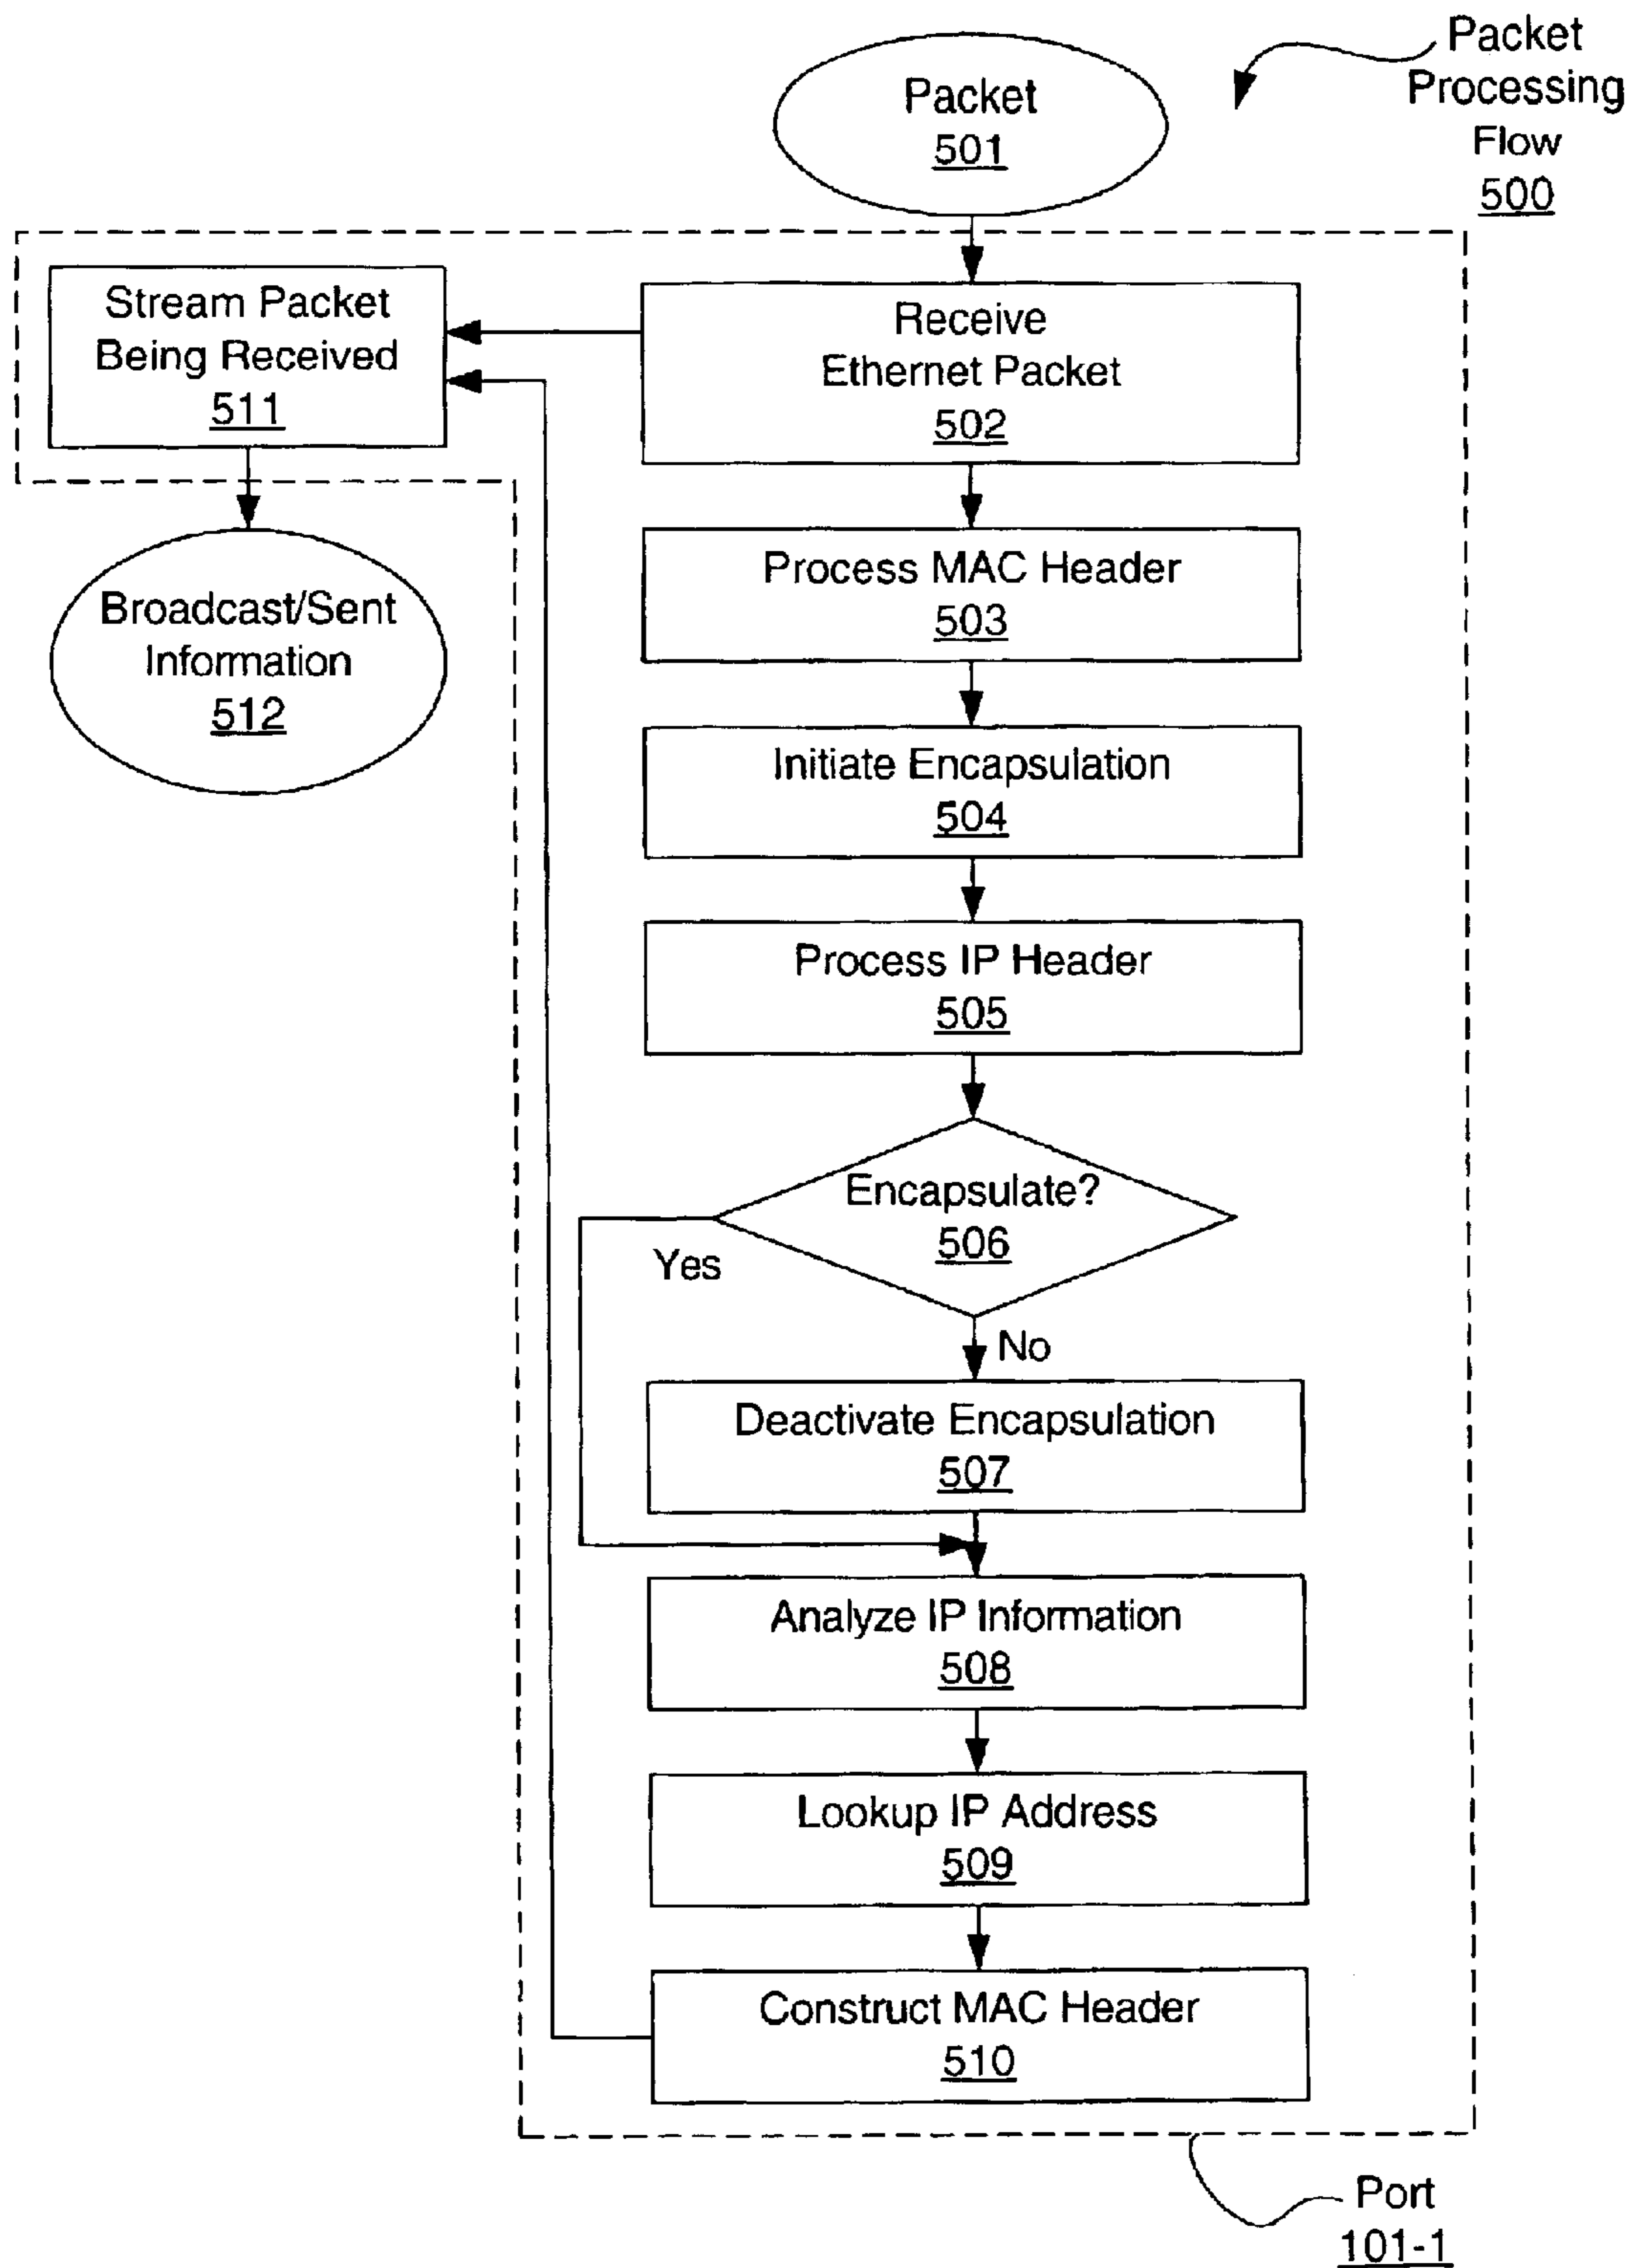 Packet
Processing
Flow
500
Packet
501
Stream Packet
Being Received
511
Receive
Ethernet Packet
502
Broadcast/Sent
Information
512
Process MAC Header
503
Initiate Encapsulation
504
Process IP Header
505
Encapsulate?
506
Yes
No
Deactivate Encapsulation
507
Analyze IP Information
508
Lookup IP Address
509
Construct MAC Header
510
Port
101-1